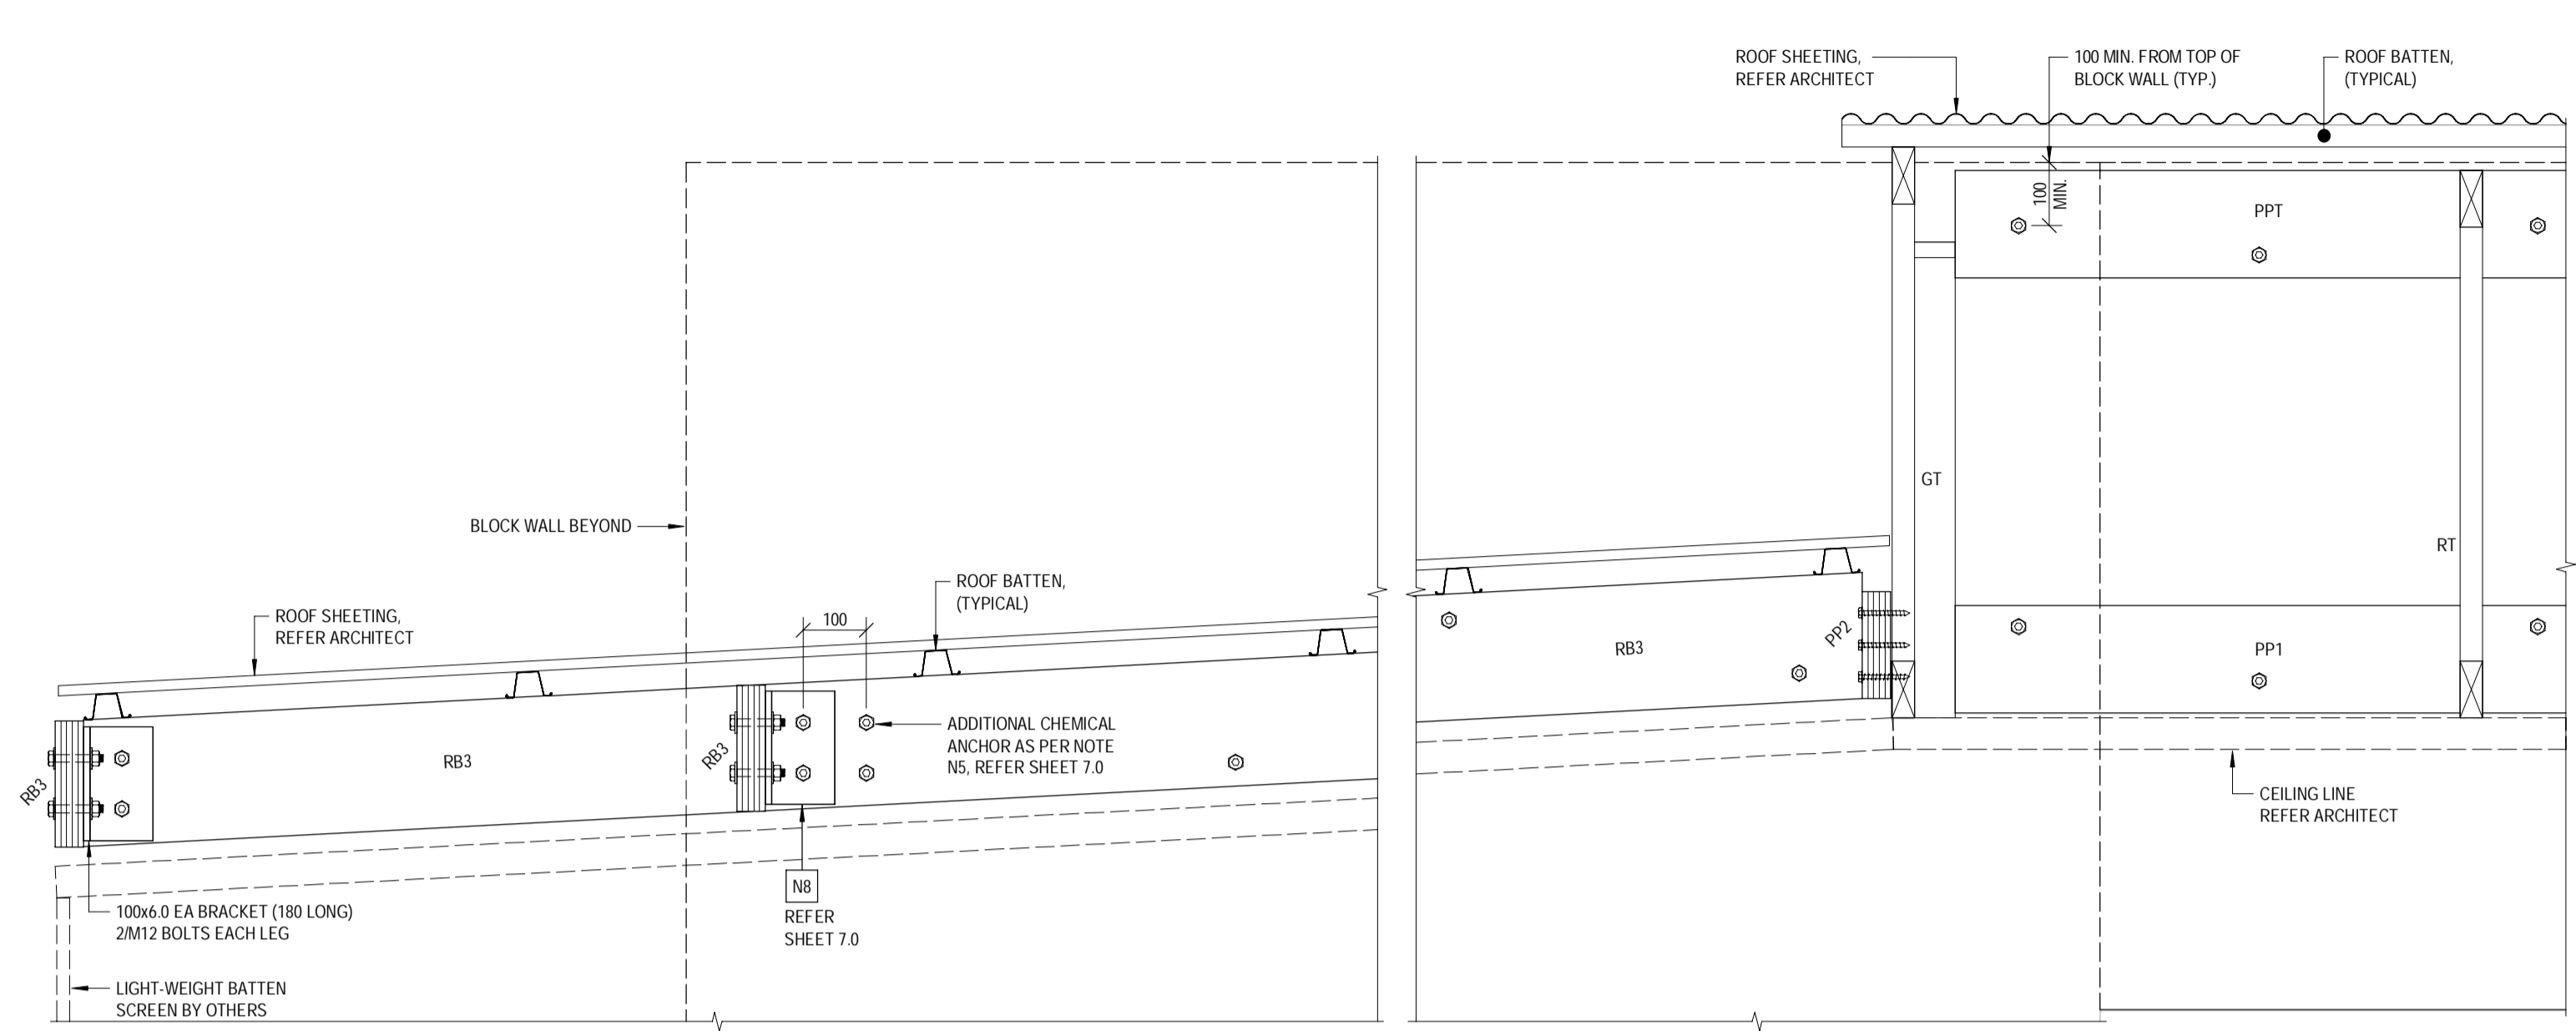 ROOF SHEETING,
REFER ARCHITECT
100 MIN. FROM TOP OF
BLOCK WALL (TYP.)
ROOF BATTEN,
(TYPICAL)
100
MIN.
PPT
GT
RT
BLOCK WALL BEYOND
ROOF BATTEN,
(TYPICAL)
ROOF SHEETING,
REFER ARCHITECT
100
RB3
PP2
PP1
RB3
RB3
RB3
ADDITIONAL CHEMICAL
ANCHOR AS PER NOTE
N5, REFER SHEET 7.0
CEILING LINE
REFER ARCHITECT
N8
REFER
SHEET 7.0
100x6.0 EA BRACKET (180 LONG)
2/M12 BOLTS EACH LEG
LIGHT-WEIGHT BATTEN
SCREEN BY OTHERS